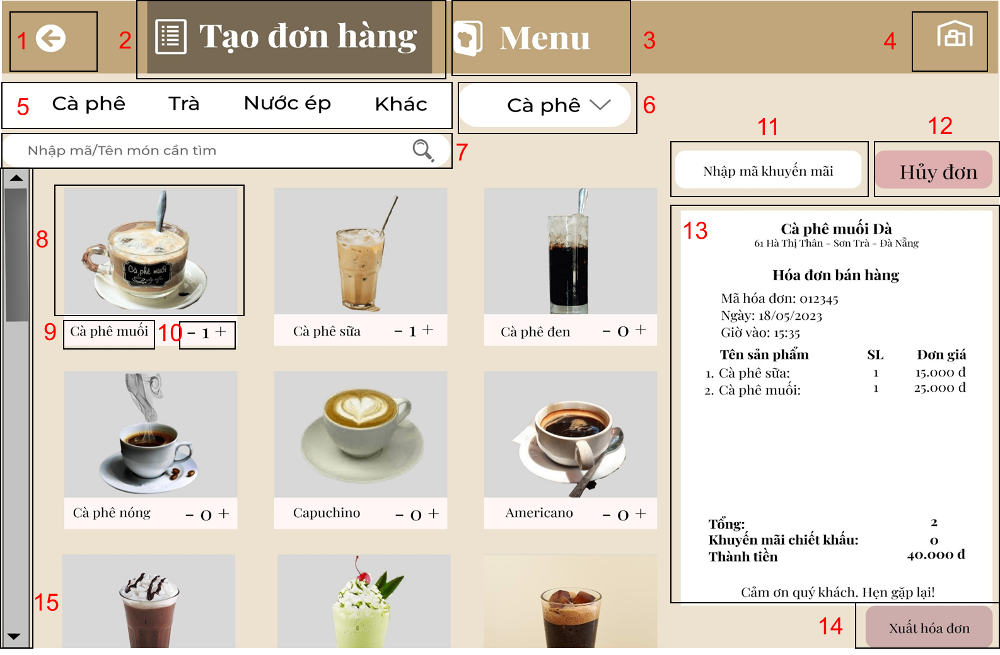 1
2
Tạo đơn hàng
Menu
3
4
5
Cà phê
Trà
Nước ép
Khác
Cà phê
6
Nhập mã/Tên món cần tìm
7
11
12
Nhập mã khuyến mãi
Hủy đơn
8
Cà phê muối
9
Cà phê muối
10
- 1 +
Cà phê sữa
- 1 +
Cà phê đen
- 0 +
Cà phê nóng
- 0 +
Capuchino
- 0 +
Americano
- 0 +
15
13
Cà phê muối Đà
61 Hà Thị Thân - Sơn Trà - Đà Nẵng
Hóa đơn bán hàng
Mã hóa đơn: 012345
Ngày: 18/05/2023
Giờ vào: 15:35
Tên sản phẩm SL Đơn giá
1. Cà phê sữa: 1 15.000 đ
2. Cà phê muối: 1 25.000 đ
Tổng: 2
Khuyến mãi chiết khấu: 0
Thành tiền 40.000 đ
Cảm ơn quý khách. Hẹn gặp lại!
14
Xuất hóa đơn